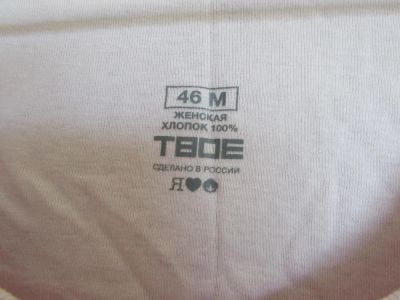 46 M
ЖЕНСКАЯ
ХЛОПОК 100%
ТВОЕ
СДЕЛАНО В РОССИИ
Я